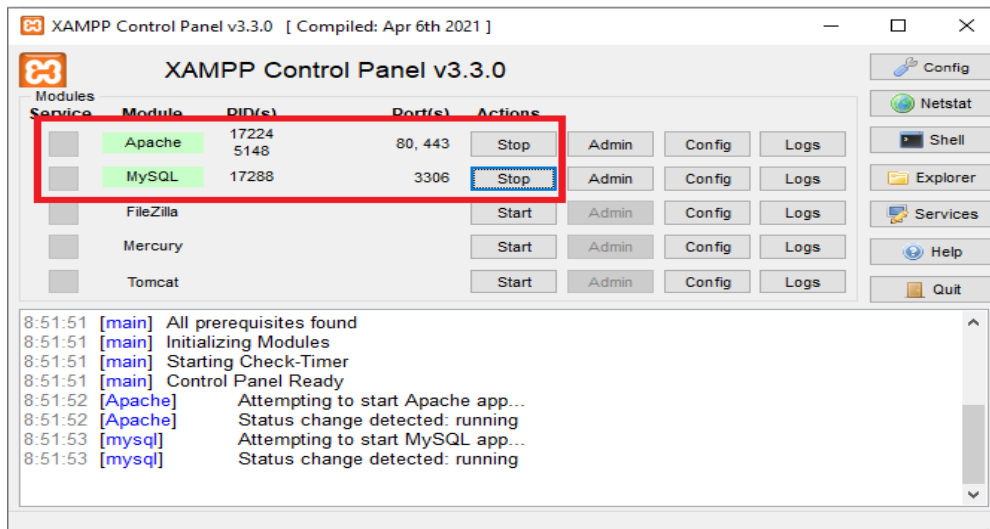 XAMPP Control Panel v3.3.0 [ Compiled: Apr 6th 2021 ]
XAMPP Control Panel v3.3.0
Config
Modules
Netstat
Service Module PID(s) Port(s) Actions
Apache 17224 5148 80, 443 Stop Admin Config Logs
Shell
MySQL 17288 3306 Stop Admin Config Logs
Explorer
FileZilla Start Admin Config Logs
Services
Mercury Start Admin Config Logs
Help
Tomcat Start Admin Config Logs
Quit
8:51:51 [main] All prerequisites found
8:51:51 [main] Initializing Modules
8:51:51 [main] Starting Check-Timer
8:51:51 [main] Control Panel Ready
8:51:52 [Apache] Attempting to start Apache app...
8:51:52 [Apache] Status change detected: running
8:51:53 [mysql] Attempting to start MySQL app...
8:51:53 [mysql] Status change detected: running